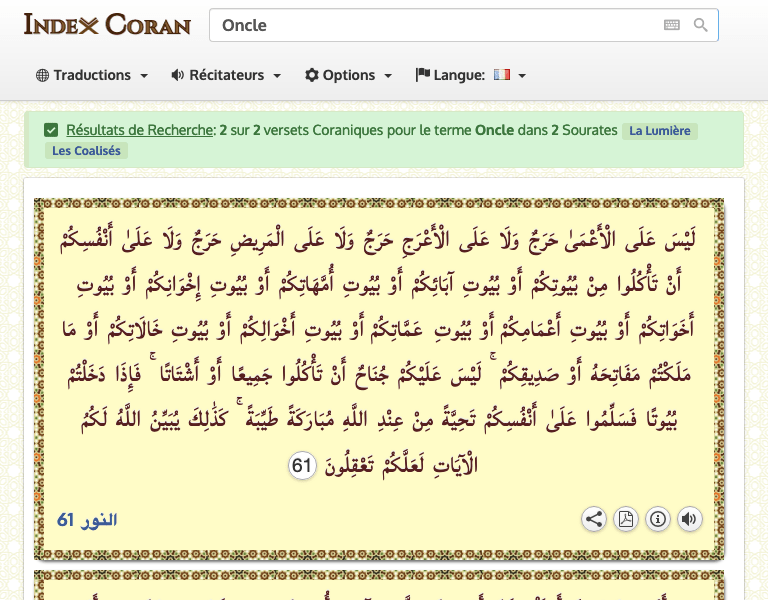 Index Coran
Oncle
Traductions Récitateurs Options Langue:
Résultats de Recherche: 2 sur 2 versets Coraniques pour le terme Oncle dans 2 Sourates La Lumière
Les Coalisés
لَيْسَ عَلَى الْأَعْمَىٰ حَرَجٌ وَلَا عَلَى الْأَعْرَجِ حَرَجٌ وَلَا عَلَى الْمَرِيضِ حَرَجٌ وَلَا عَلَىٰ أَنْفُسِكُمْ
أَنْ تَأْكُلُوا مِنْ بُيُوتِكُمْ أَوْ بُيُوتِ آبَائِكُمْ أَوْ بُيُوتِ أُمَّهَاتِكُمْ أَوْ بُيُوتِ إِخْوَانِكُمْ أَوْ بُيُوتِ
أَخَوَاتِكُمْ أَوْ بُيُوتِ أَعْمَامِكُمْ أَوْ بُيُوتِ عَمَّاتِكُمْ أَوْ بُيُوتِ أَخْوَالِكُمْ أَوْ بُيُوتِ خَالَاتِكُمْ أَوْ مَا
مَلَكْتُمْ مَفَاتِحَهُ أَوْ صَدِيقِكُمْ ۚ لَيْسَ عَلَيْكُمْ جُنَاحٌ أَنْ تَأْكُلُوا جَمِيعًا أَوْ أَشْتَاتًا ۚ فَإِذَا دَخَلْتُمْ
بُيُوتًا فَسَلِّمُوا عَلَىٰ أَنْفُسِكُمْ تَحِيَّةً مِنْ عِنْدِ اللَّهِ مُبَارَكَةً طَيِّبَةً ۚ كَذَٰلِكَ يُبَيِّنُ اللَّهُ لَكُمُ
الْآيَاتِ لَعَلَّكُمْ تَعْقِلُونَ 61
النور 61